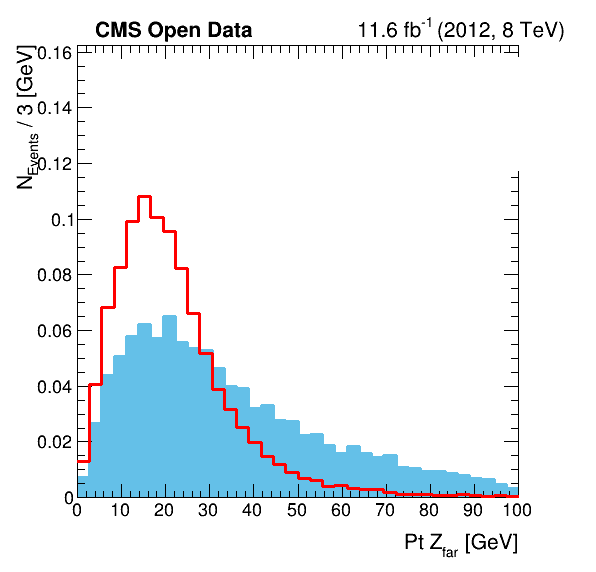 CMS Open Data
11.6 fb⁻¹ (2012, 8 TeV)
N_Events / 3 [GeV]
0.16
0.14
0.12
0.1
0.08
0.06
0.04
0.02
0
0 10 20 30 40 50 60 70 80 90 100
Pt Z_far [GeV]